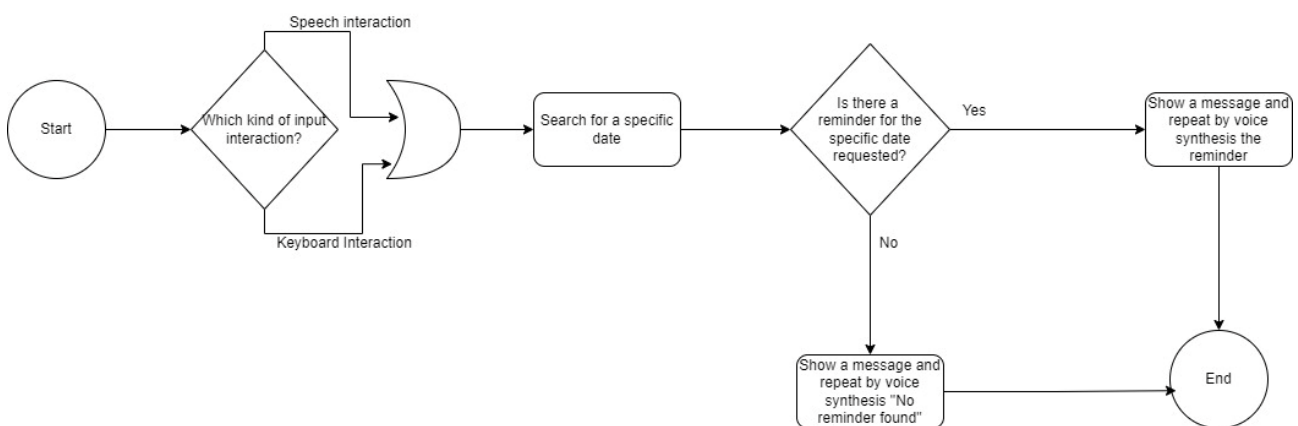 Speech interaction
Start
Which kind of input
interaction?
Keyboard Interaction
Search for a specific
date
Is there a
reminder for the
specific date
requested?
Yes
Show a message and
repeat by voice
synthesis the
reminder
No
Show a message and
repeat by voice
synthesis "No
reminder found"
End